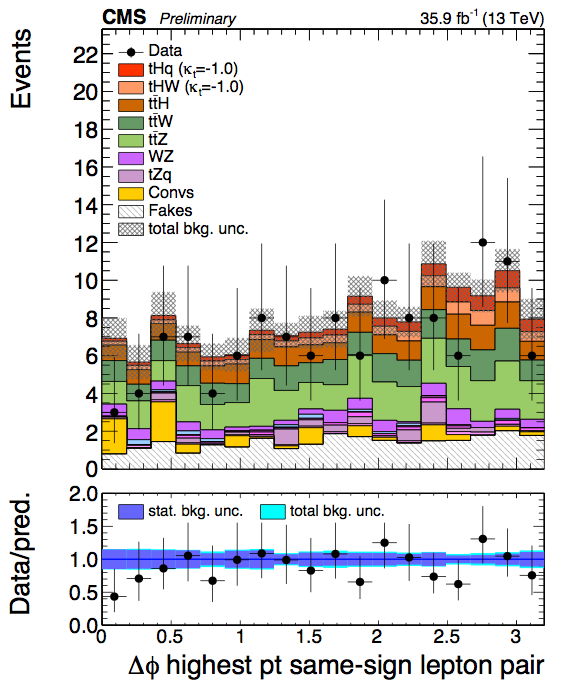 CMS Preliminary 35.9 fb⁻¹ (13 TeV)
Events
22
20
18
16
14
12
10
8
6
4
2
0
Data
tHq (κₜ=-1.0)
tHW (κₜ=-1.0)
tt̄H
tt̄W
tt̄Z
WZ
tZq
Convs
Fakes
total bkg. unc.
Data/pred.
2.0
1.5
1.0
0.5
0.0
stat. bkg. unc. total bkg. unc.
0 0.5 1 1.5 2 2.5 3
Δϕ highest pt same-sign lepton pair